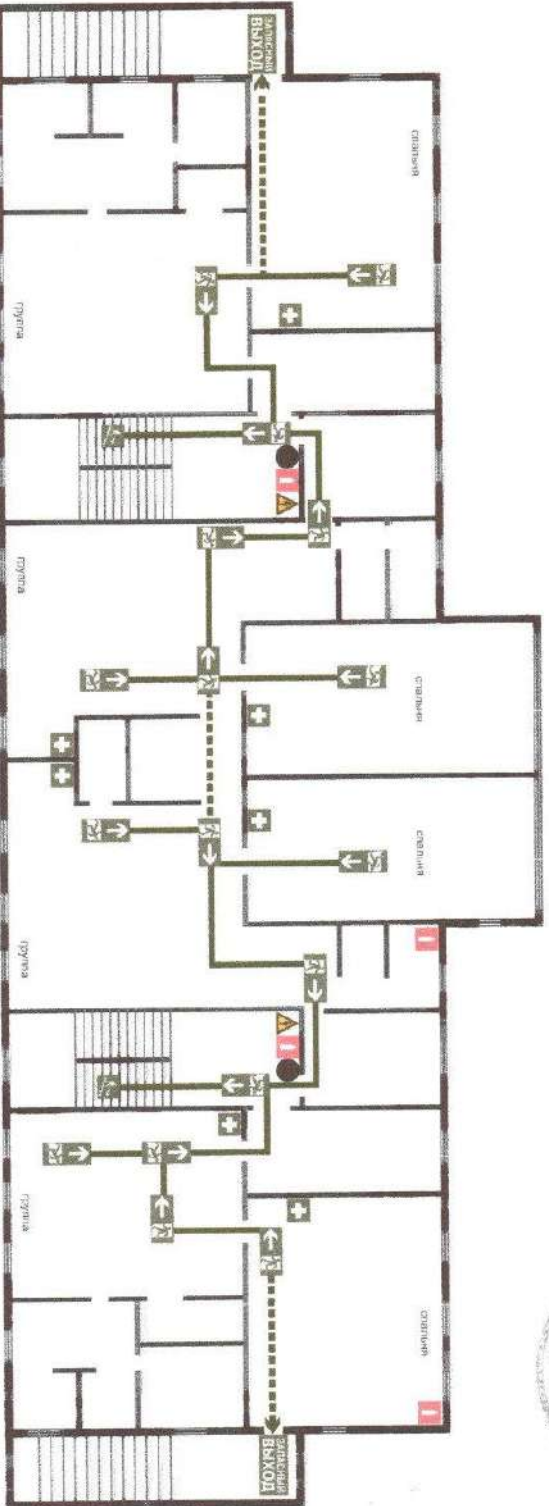 ЗАПАСНЫЙ
ВЫХОД
спальня
группа
группа
спальня
спальня
группа
группа
спальня
ЗАПАСНЫЙ
ВЫХОД